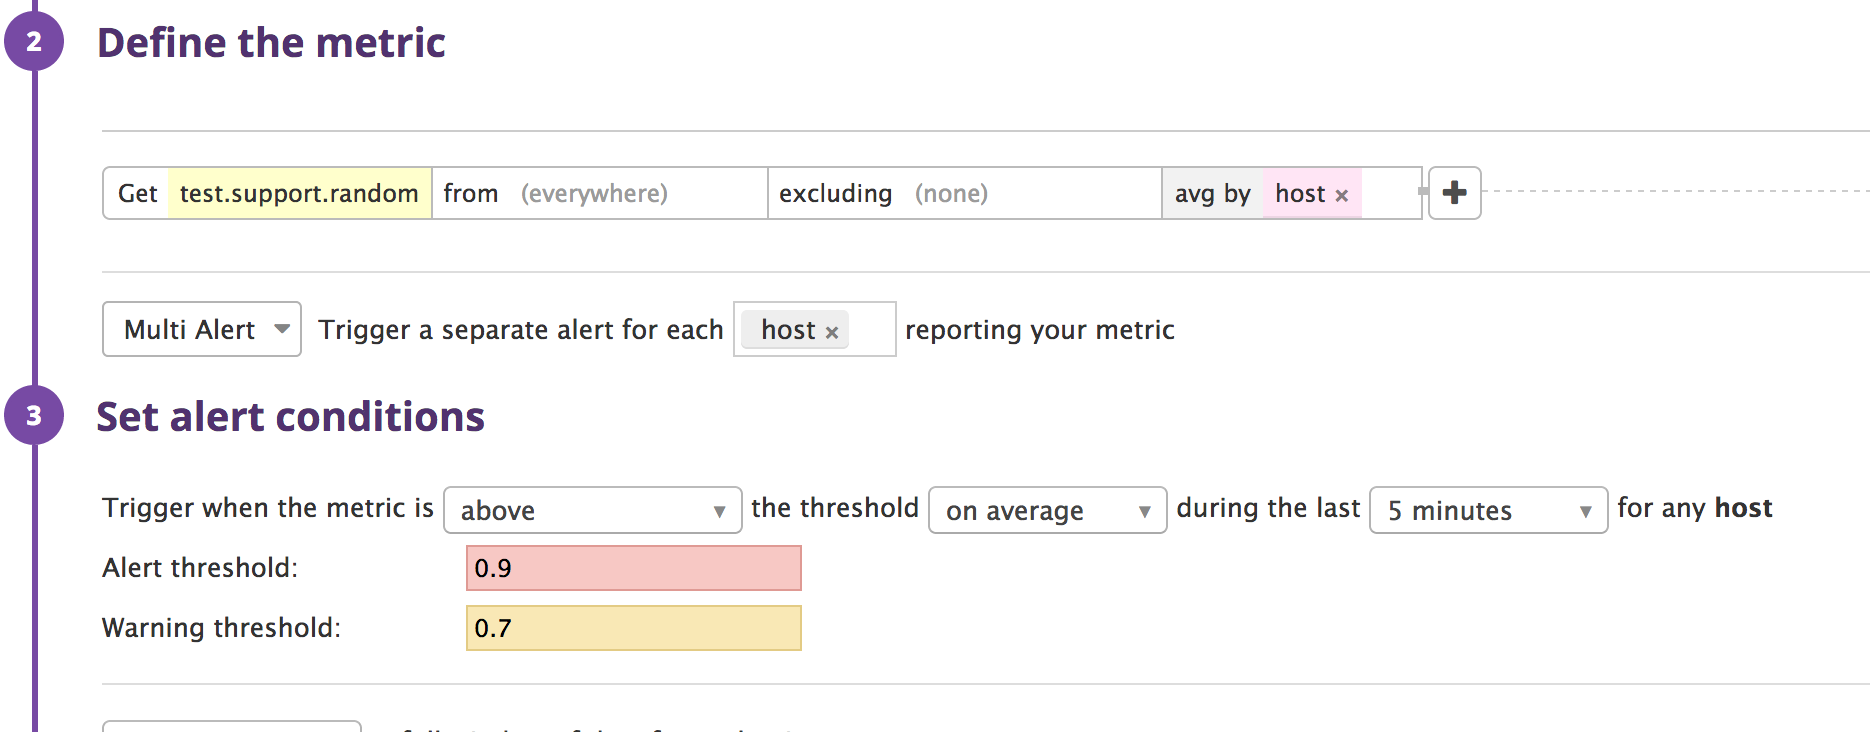 2 Define the metric
Get test.support.random from (everywhere) excluding (none) avg by host ×
Multi Alert Trigger a separate alert for each host × reporting your metric
3 Set alert conditions
Trigger when the metric is above the threshold on average during the last 5 minutes for any host
Alert threshold: 0.9
Warning threshold: 0.7